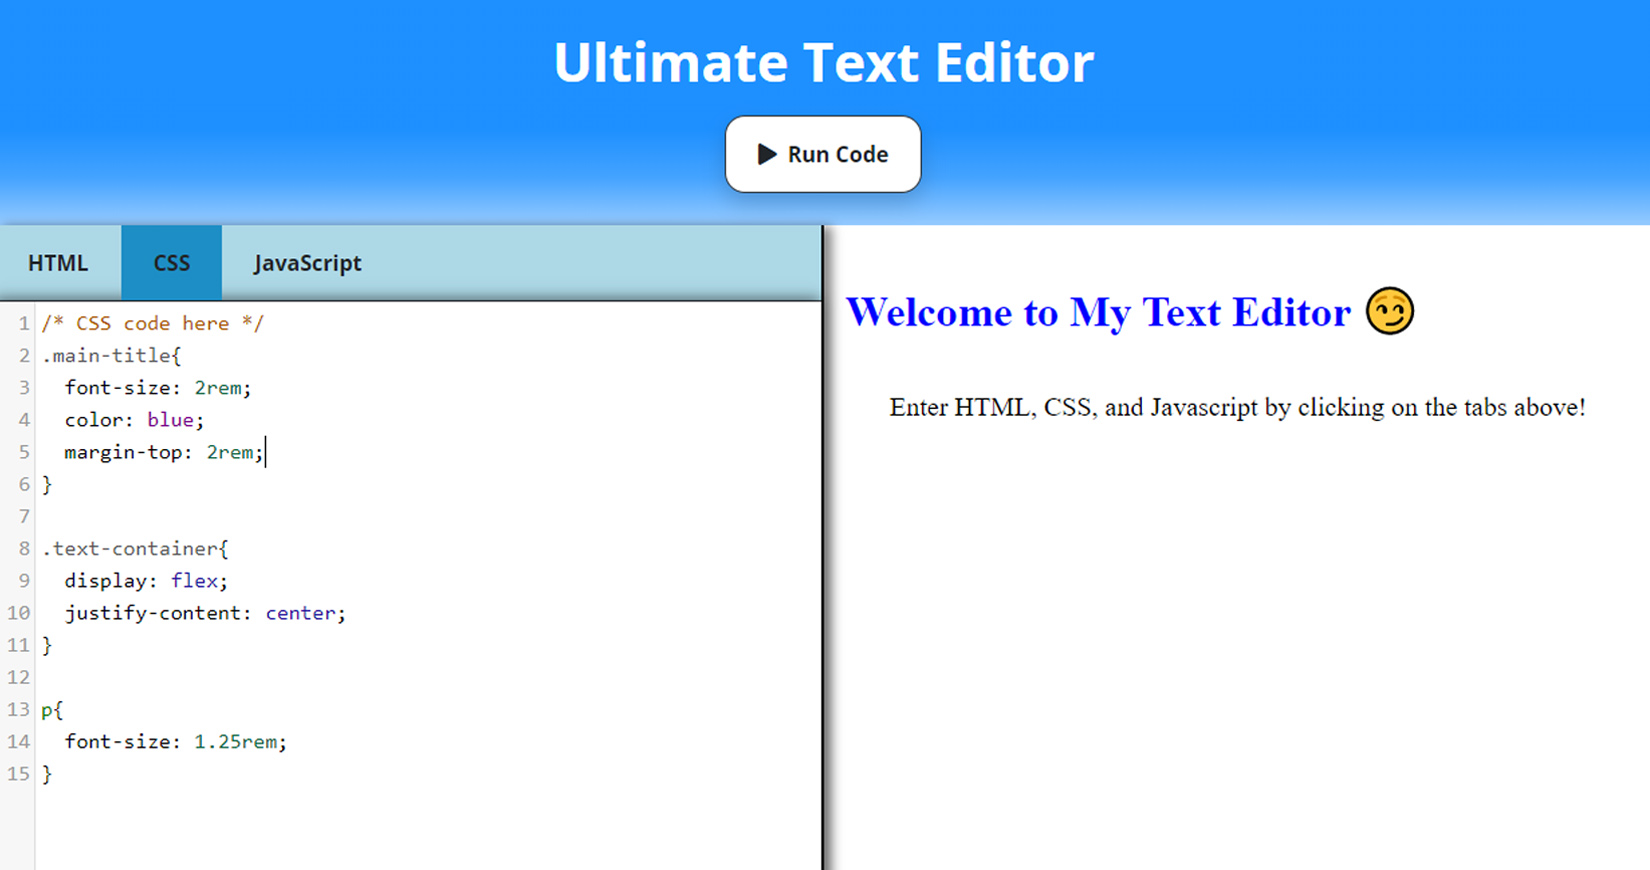 Ultimate Text Editor
Run Code
HTML CSS JavaScript
1 /* CSS code here */
2 .main-title{
3   font-size: 2rem;
4   color: blue;
5   margin-top: 2rem;
6 }
7
8 .text-container{
9   display: flex;
10   justify-content: center;
11 }
12
13 p{
14   font-size: 1.25rem;
15 }
Welcome to My Text Editor 😏
Enter HTML, CSS, and Javascript by clicking on the tabs above!